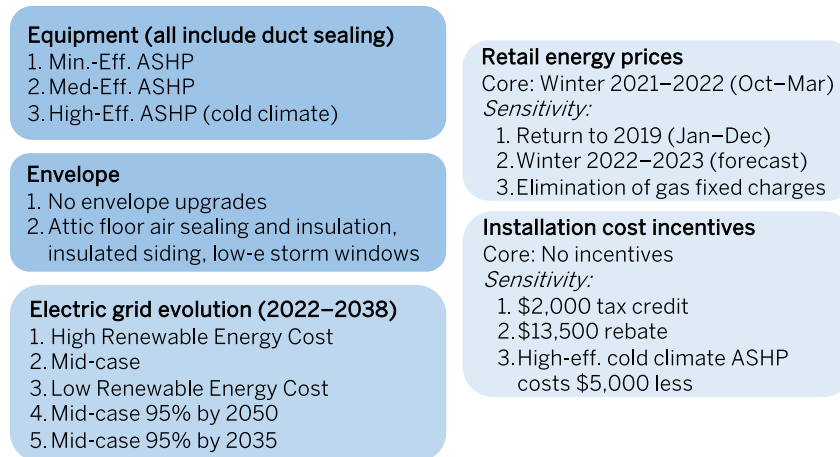 Equipment (all include duct sealing)
1. Min.-Eff. ASHP
2. Med-Eff. ASHP
3. High-Eff. ASHP (cold climate)
Envelope
1. No envelope upgrades
2. Attic floor air sealing and insulation,
insulated siding, low-e storm windows
Electric grid evolution (2022–2038)
1. High Renewable Energy Cost
2. Mid-case
3. Low Renewable Energy Cost
4. Mid-case 95% by 2050
5. Mid-case 95% by 2035
Retail energy prices
Core: Winter 2021–2022 (Oct–Mar)
Sensitivity:
1. Return to 2019 (Jan–Dec)
2. Winter 2022–2023 (forecast)
3. Elimination of gas fixed charges
Installation cost incentives
Core: No incentives
Sensitivity:
1. $2,000 tax credit
2. $13,500 rebate
3. High-eff. cold climate ASHP
costs $5,000 less